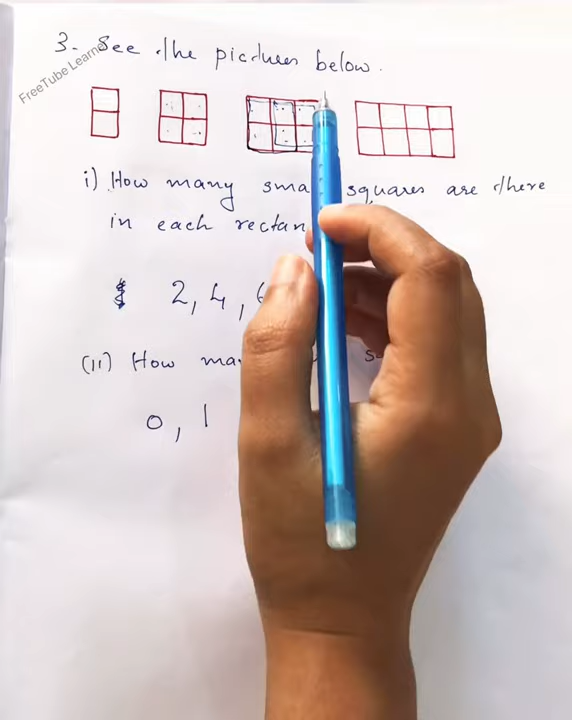 3. See the pictures below.
FreeTube Learne
i) How many sma squares are there
in each rectan
2, 4, 6
(ii) How ma
0, 1